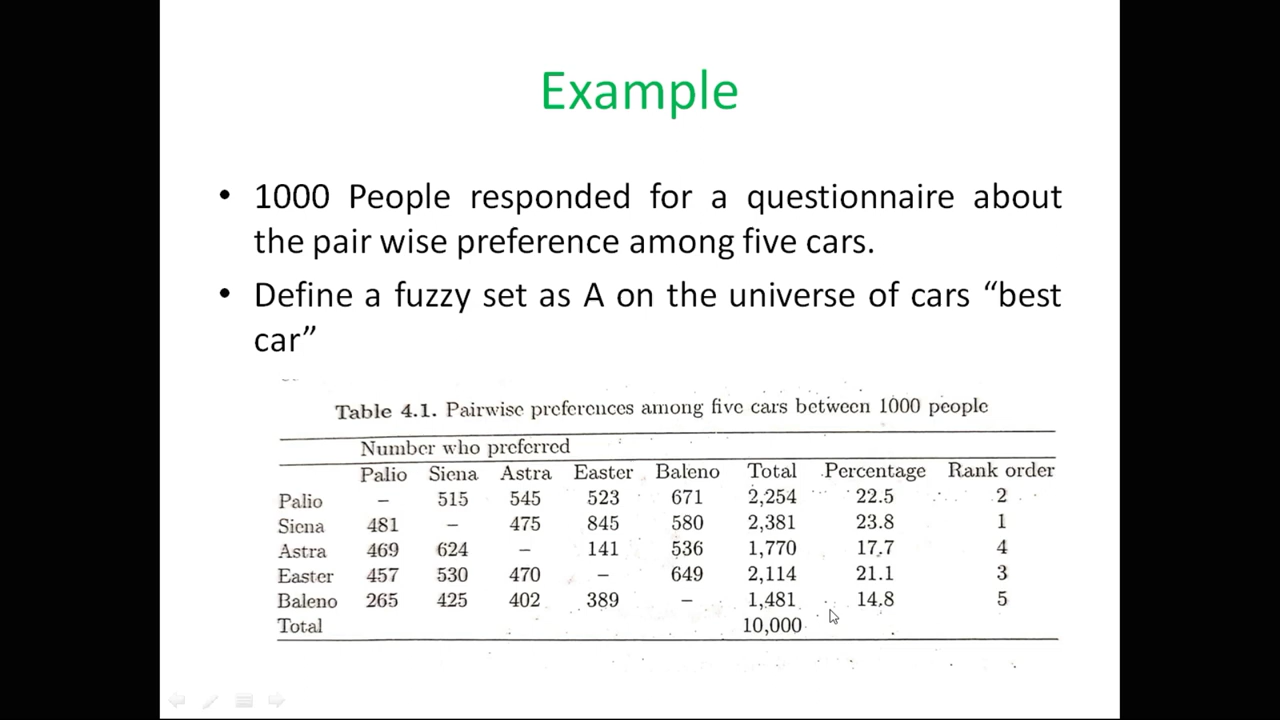 Example
• 1000 People responded for a questionnaire about
the pair wise preference among five cars.
• Define a fuzzy set as A on the universe of cars “best
car”
Table 4.1. Pairwise preferences among five cars between 1000 people
Number who preferred
Palio Siena Astra Easter Baleno Total Percentage Rank order
Palio – 515 545 523 671 2,254 22.5 2
Siena 481 – 475 845 580 2,381 23.8 1
Astra 469 624 – 141 536 1,770 17.7 4
Easter 457 530 470 – 649 2,114 21.1 3
Baleno 265 425 402 389 – 1,481 14.8 5
Total 10,000